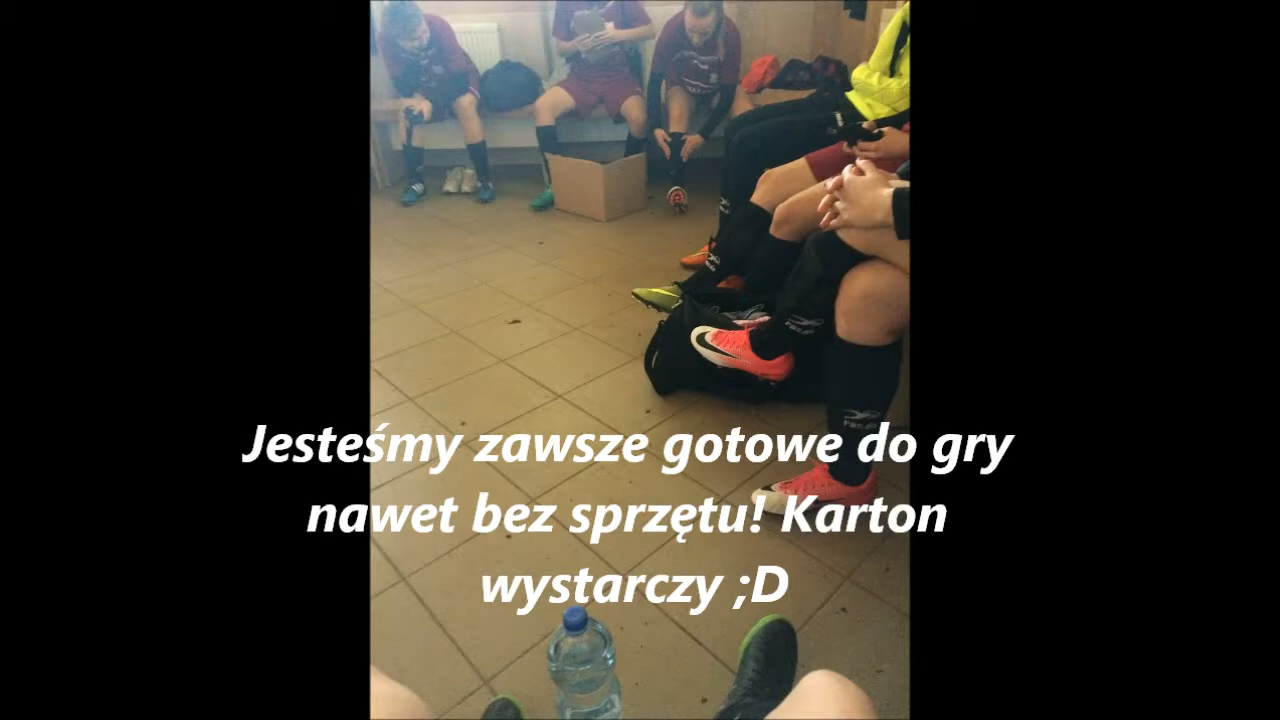 Jesteśmy zawsze gotowe do gry
nawet bez sprzętu! Karton
wystarczy ;D